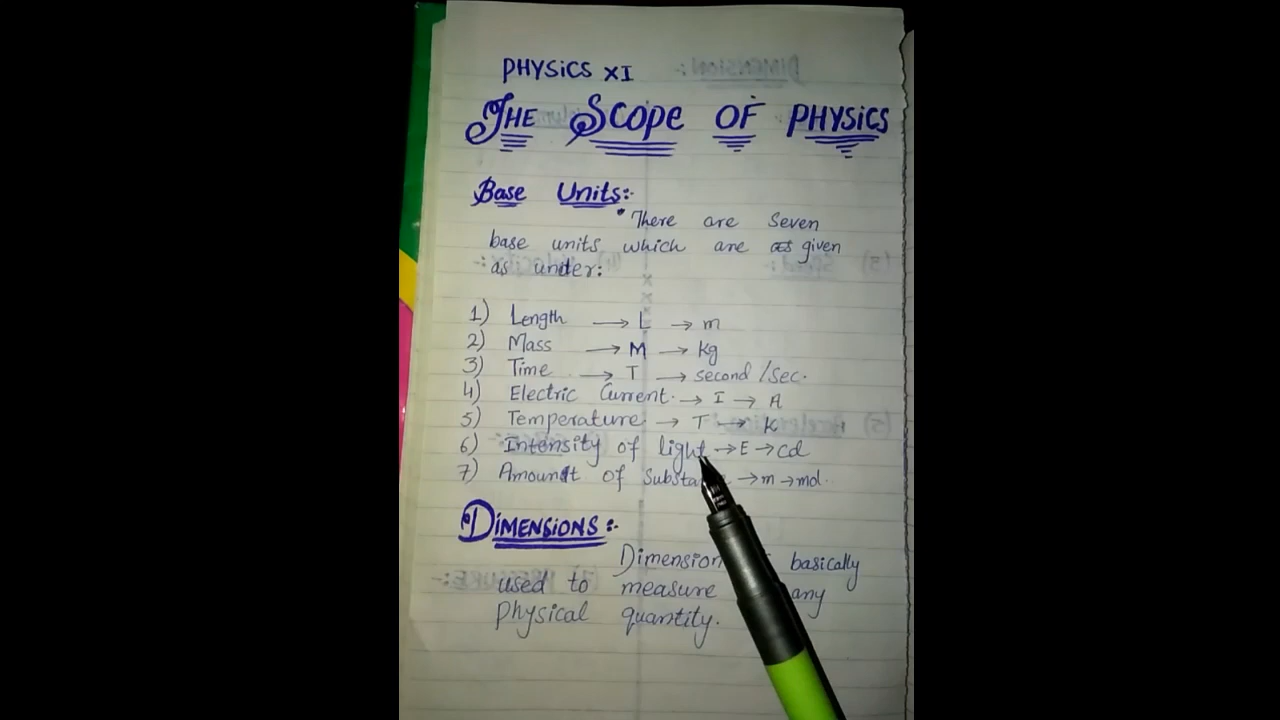 PHYSICS XI
THE SCOPE OF PHYSICS
Base Units:-
There are Seven
base units which are as given
as under:
1) Length → L → m
2) Mass → M → kg
3) Time → T → second /sec.
4) Electric Current. → I → A
5) Temperature → T → K
6) Intensity of light → E → cd
7) Amount of → m → mol.
DIMENSIONS:-
basically
used to measure any
Physical quantity.